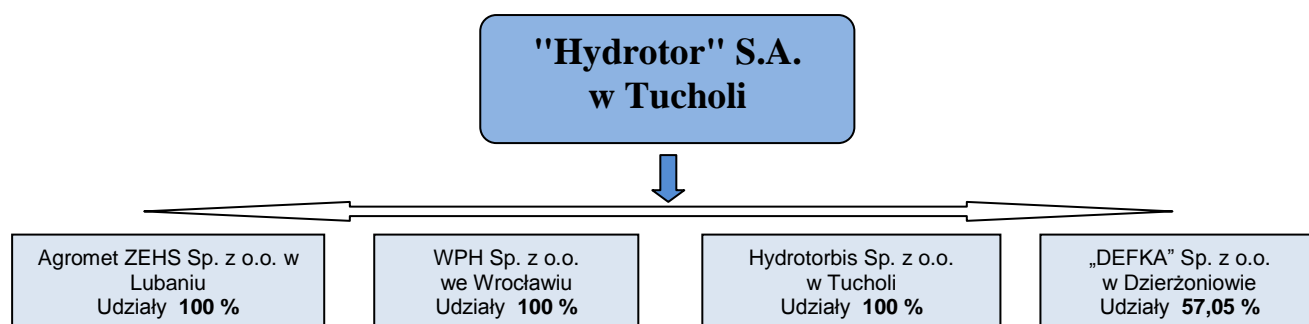 "Hydrotor" S.A.
w Tucholi
Agromet ZEHS Sp. z o.o. w
Lubaniu
Udziały 100 %
WPH Sp. z o.o.
we Wrocławiu
Udziały 100 %
Hydrotorbis Sp. z o.o.
w Tucholi
Udziały 100 %
„DEFKA” Sp. z o.o.
w Dzierżoniowie
Udziały 57,05 %